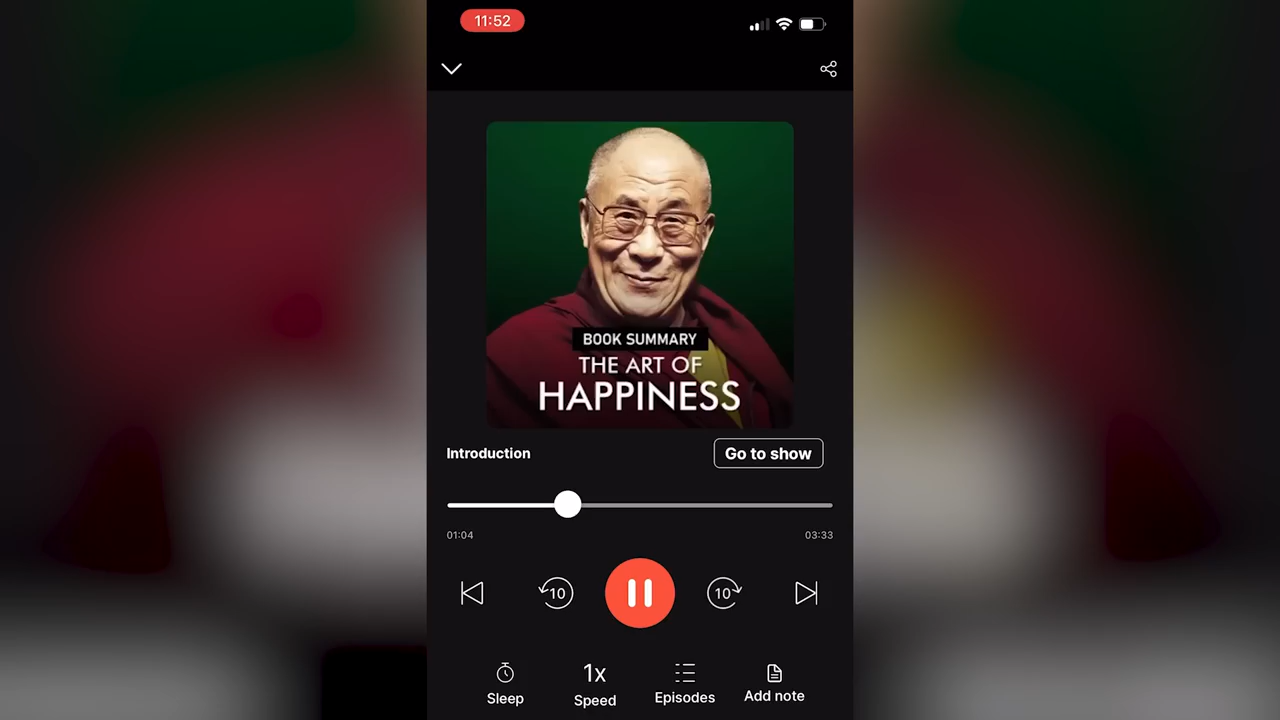 11:52
BOOK SUMMARY
THE ART OF
HAPPINESS
Introduction
Go to show
01:04
03:33
10
10
Sleep
1x
Speed
Episodes
Add note